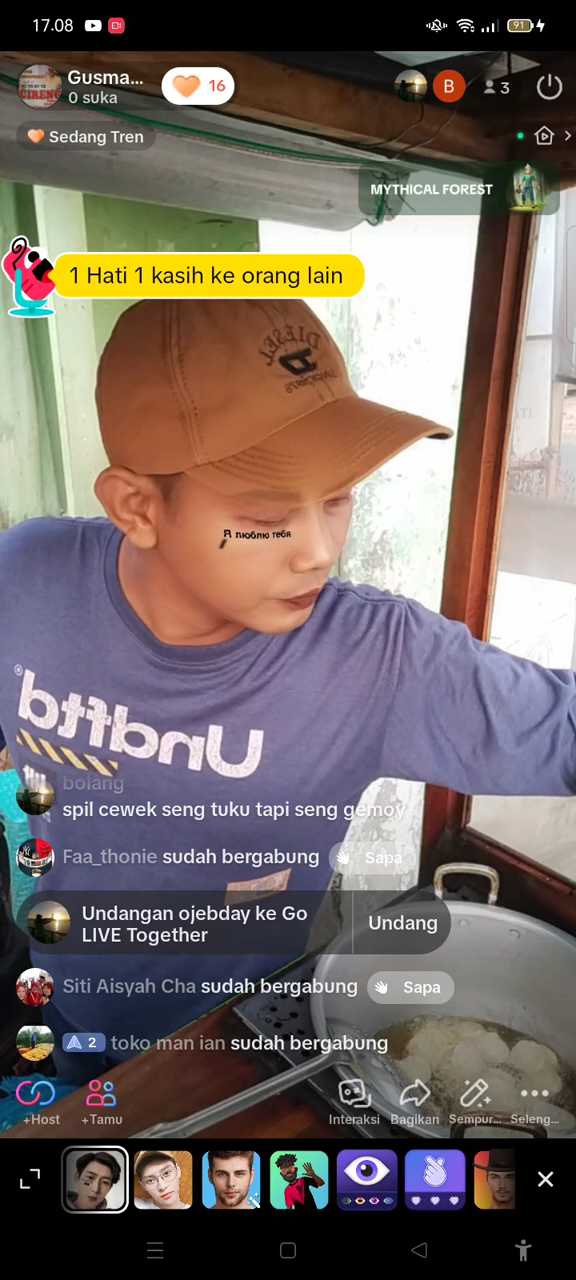 17.08
91
Gusma...
0 suka
16
B
3
Sedang Tren
MYTHICAL FOREST
1 Hati 1 kasih ke orang lain
DIESEL
Я люблю тебя
Undftd
bolang
spil cewek seng tuku tapi seng gemoy
Faa_thonie sudah bergabung
Sapa
Undangan ojebday ke Go
LIVE Together
Undang
Siti Aisyah Cha sudah bergabung
Sapa
2 toko man ian sudah bergabung
+Host
+Tamu
Interaksi
Bagikan
Sempur...
Seleng...